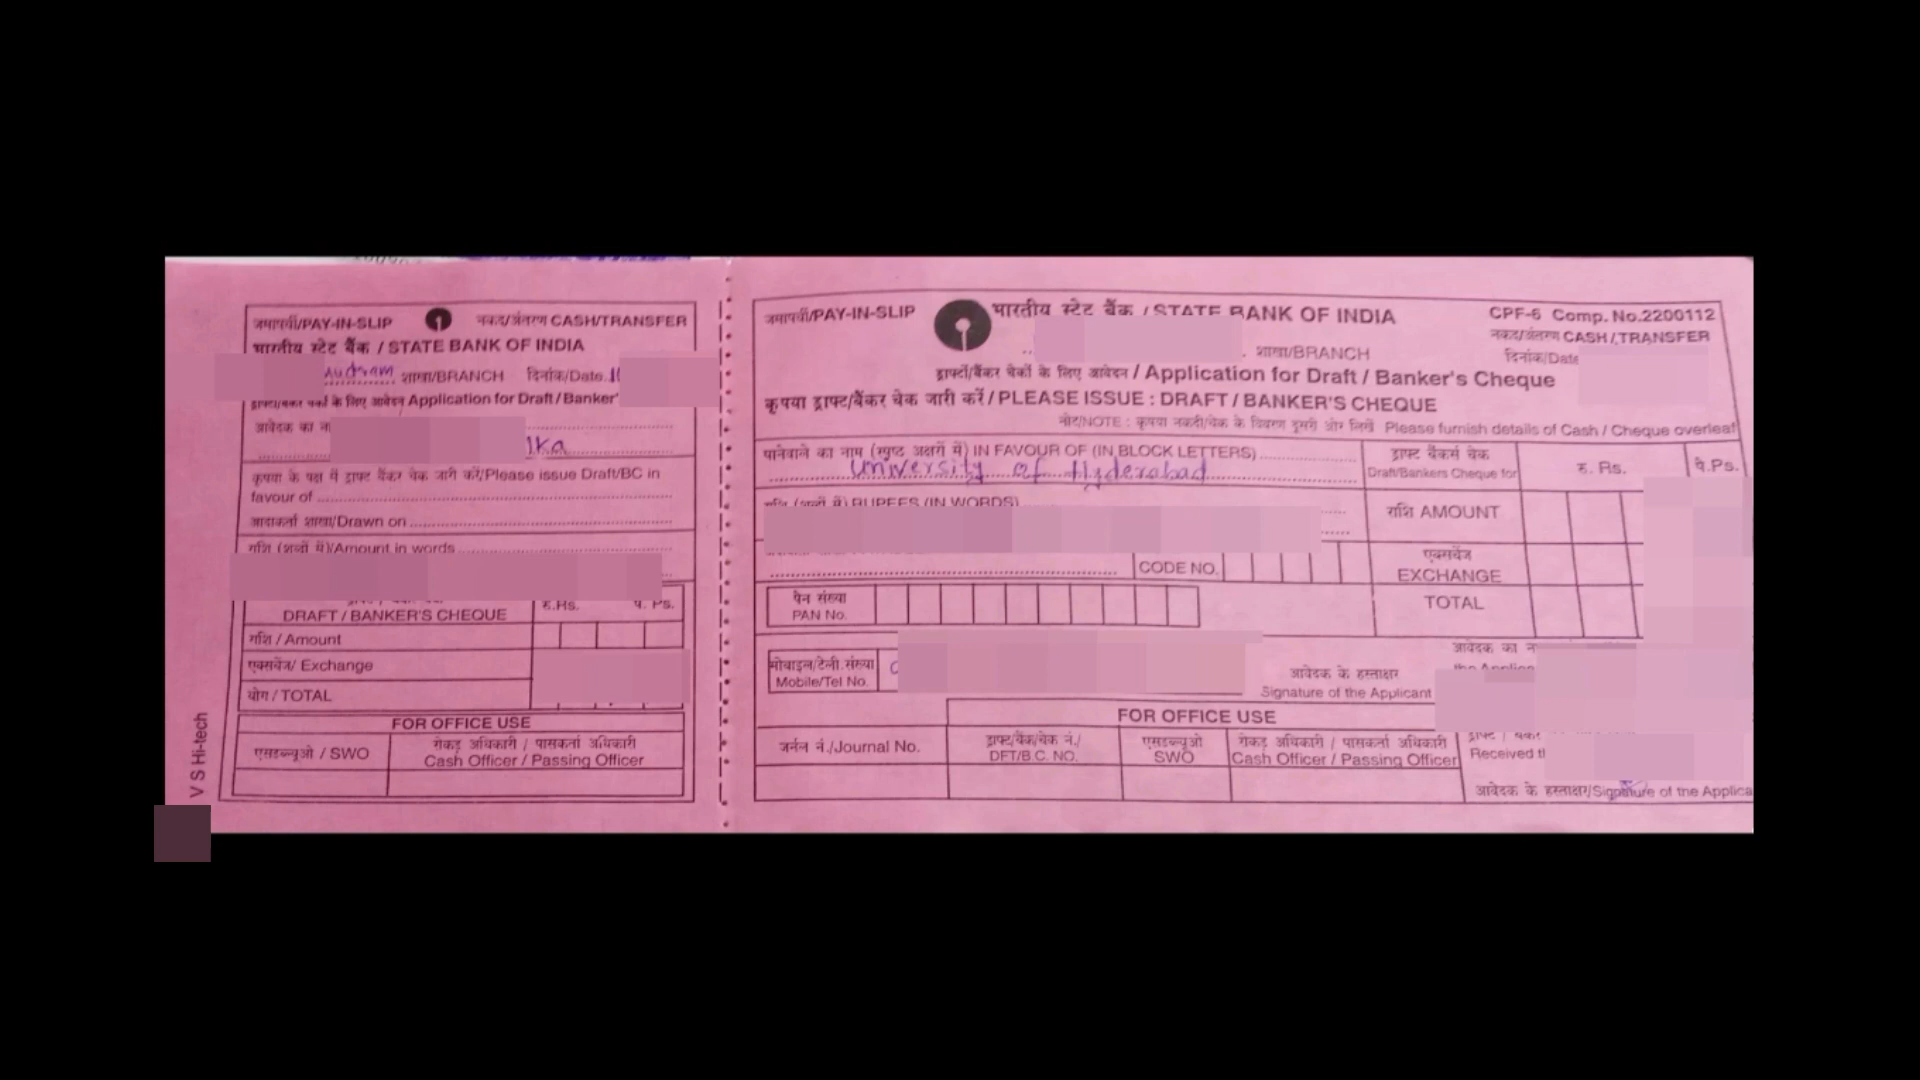 जमापर्ची/PAY-IN-SLIP नकद/अंतरण CASH/TRANSFER
भारतीय स्टेट बैंक / STATE BANK OF INDIA
शाखा/BRANCH दिनांक/Date
के लिए आवेदन Application for Draft / Banker'
आवेदक का
lka
कृपया के पक्ष में ड्राफ्ट बैंकर चेक जारी करें/Please issue Draft/BC in
favour of
अदाकर्ता शाखा/Drawn on
राशि (शब्दों में)/Amount in words
DRAFT / BANKER'S CHEQUE रु.Rs. पै. Ps.
राशि / Amount
एक्सचेंज/ Exchange
योग / TOTAL
FOR OFFICE USE
एसडब्ल्यूओ / SWO रोकड़ अधिकारी / पासकर्ता अधिकारी
Cash Officer / Passing Officer
V S Hi-tech
जमापर्ची/PAY-IN-SLIP भारतीय स्टेट बैंक / STATE BANK OF INDIA CPF-6 Comp. No.2200112
नकद/अंतरण CASH / TRANSFER
शाखा/BRANCH दिनांक/Date
ड्राफ्टों/बैंकर चेकों के लिए आवेदन / Application for Draft / Banker's Cheque
कृपया ड्राफ्ट/बैंकर चेक जारी करें / PLEASE ISSUE : DRAFT / BANKER'S CHEQUE
नोट/NOTE : कृपया नकदी/चेक के विवरण दूसरी ओर लिखें Please furnish details of Cash / Cheque overleaf
पानेवाले का नाम (स्पष्ट अक्षरों में) IN FAVOUR OF (IN BLOCK LETTERS)
University of Hyderabad
ड्राफ्ट बैंकर्स चेक
Draft/Bankers Cheque for
रु. Rs. पै.Ps.
RUPEES (IN WORDS)
राशि AMOUNT
CODE NO.
एक्सचेंज
EXCHANGE
पैन संख्या
PAN No.
TOTAL
मोबाइल/टेली.संख्या
Mobile/Tel No.
आवेदक के हस्ताक्षर
Signature of the Applicant
आवेदक का
FOR OFFICE USE
जर्नल नं./Journal No. ड्राफ्ट/बैंक/चेक नं./
DFT/B.C. NO.
एसडब्ल्यूओ
SWO
रोकड़ अधिकारी / पासकर्ता अधिकारी
Cash Officer / Passing Officer
Received
आवेदक के हस्ताक्षर/Signature of the Applica